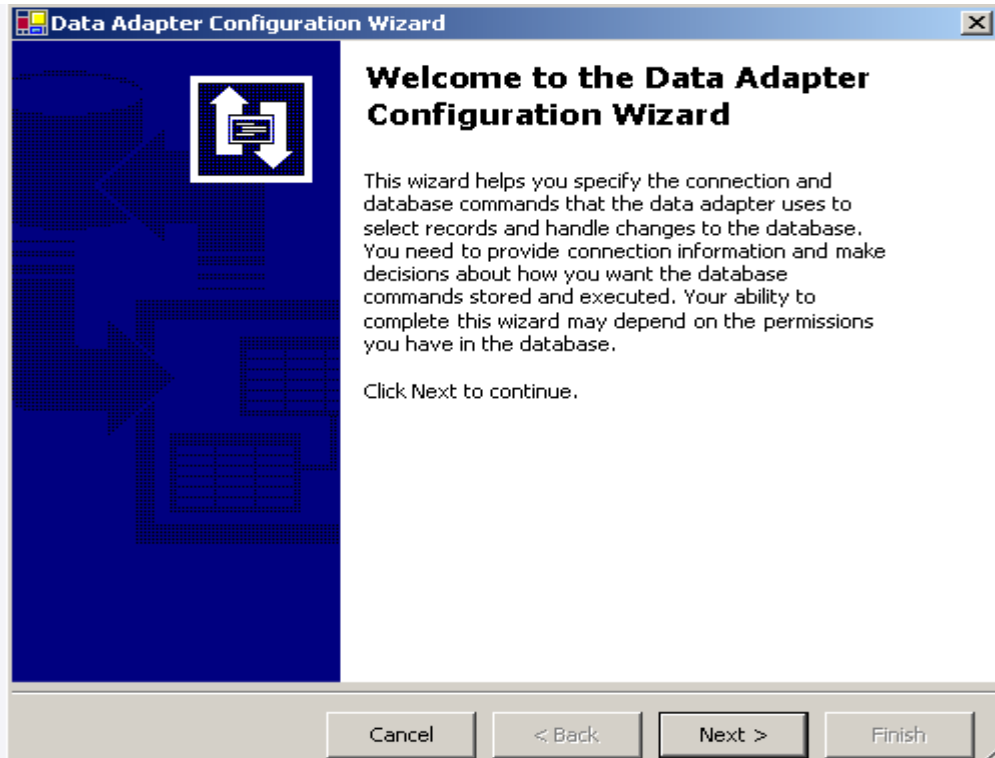 Data Adapter Configuration Wizard
Welcome to the Data Adapter
Configuration Wizard
This wizard helps you specify the connection and
database commands that the data adapter uses to
select records and handle changes to the database.
You need to provide connection information and make
decisions about how you want the database
commands stored and executed. Your ability to
complete this wizard may depend on the permissions
you have in the database.
Click Next to continue.
Cancel
< Back
Next >
Finish